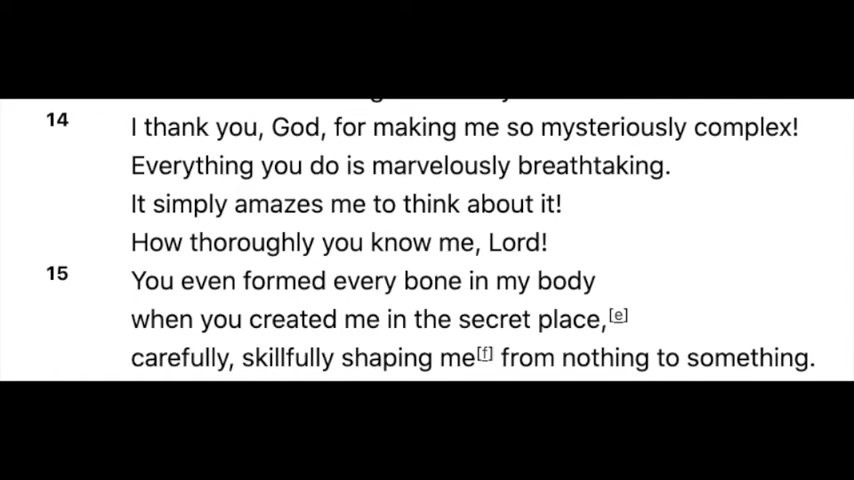 14 I thank you, God, for making me so mysteriously complex!
Everything you do is marvelously breathtaking.
It simply amazes me to think about it!
How thoroughly you know me, Lord!
15 You even formed every bone in my body
when you created me in the secret place,[e]
carefully, skillfully shaping me[f] from nothing to something.